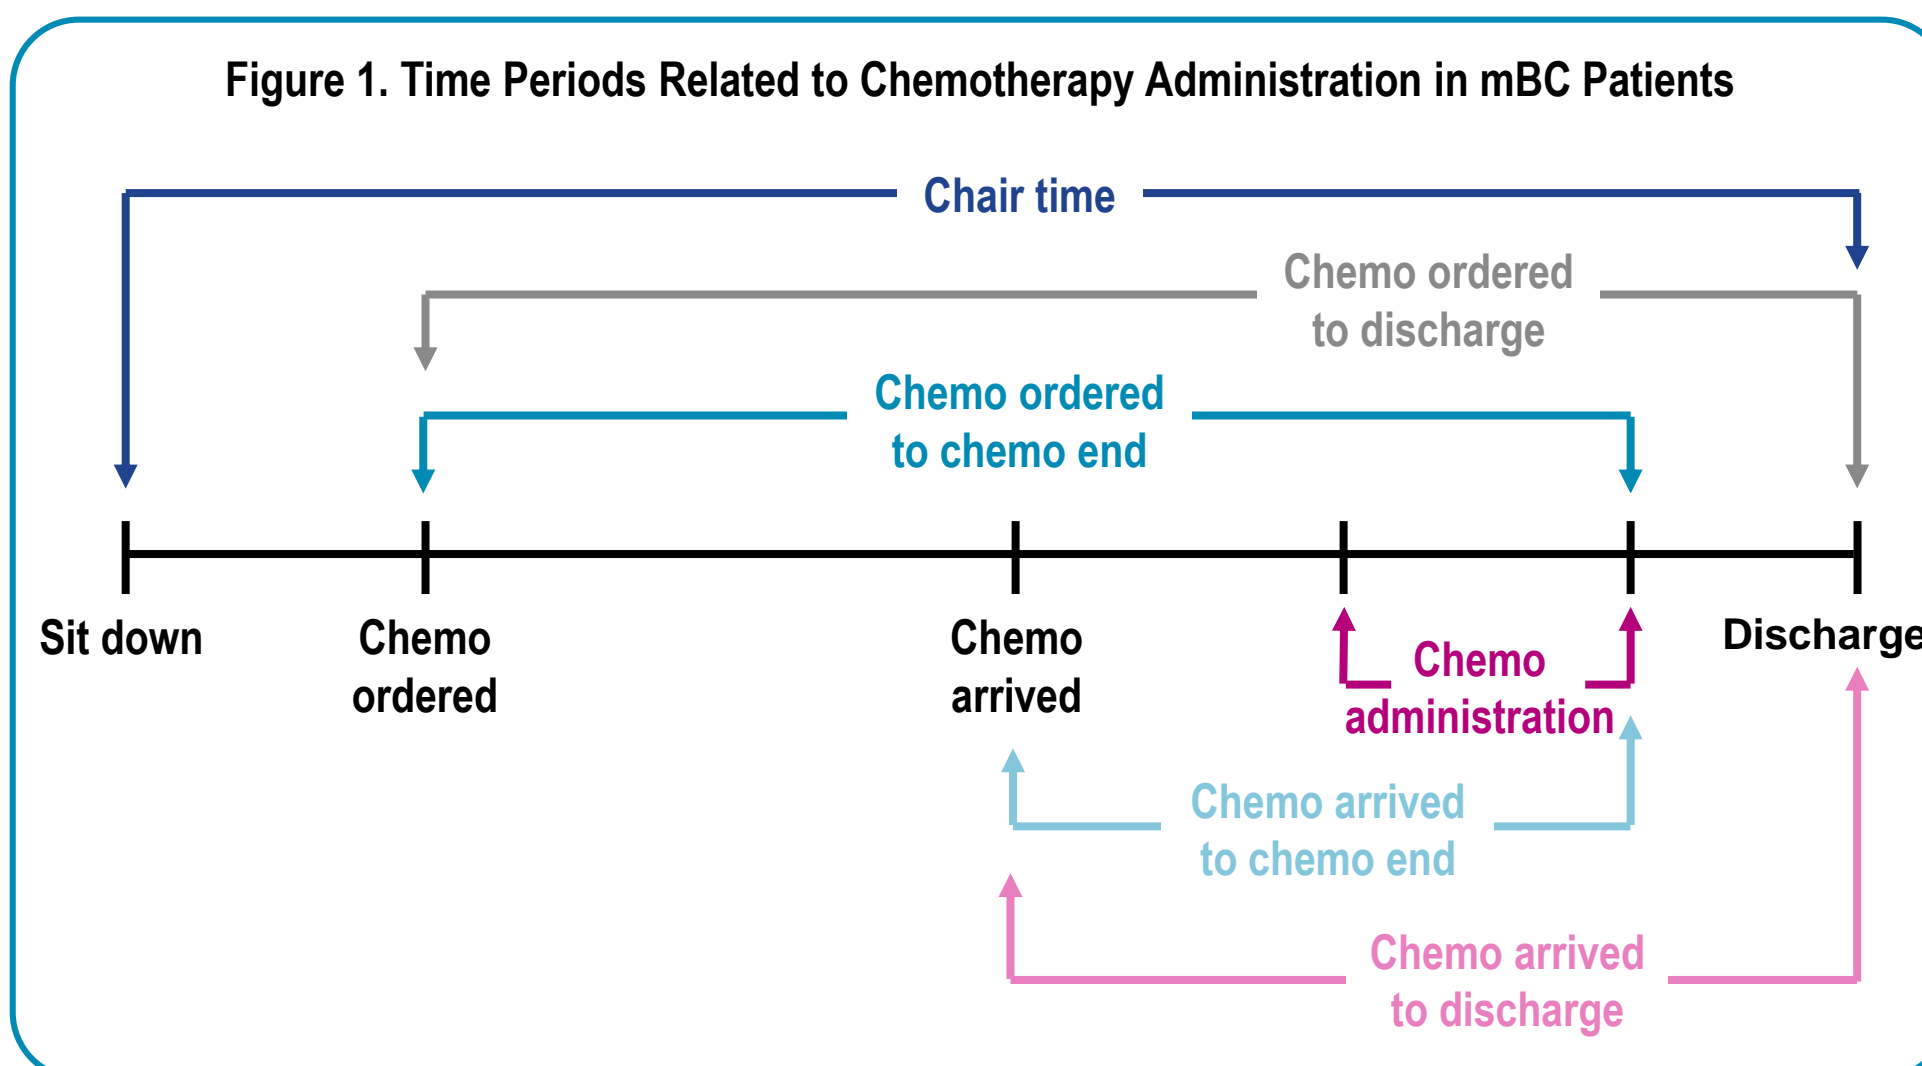 Figure 1. Time Periods Related to Chemotherapy Administration in mBC Patients
Chair time
Chemo ordered
to discharge
Chemo ordered
to chemo end
Sit down
Chemo
ordered
Chemo
arrived
Discharge
Chemo
administration
Chemo arrived
to chemo end
Chemo arrived
to discharge